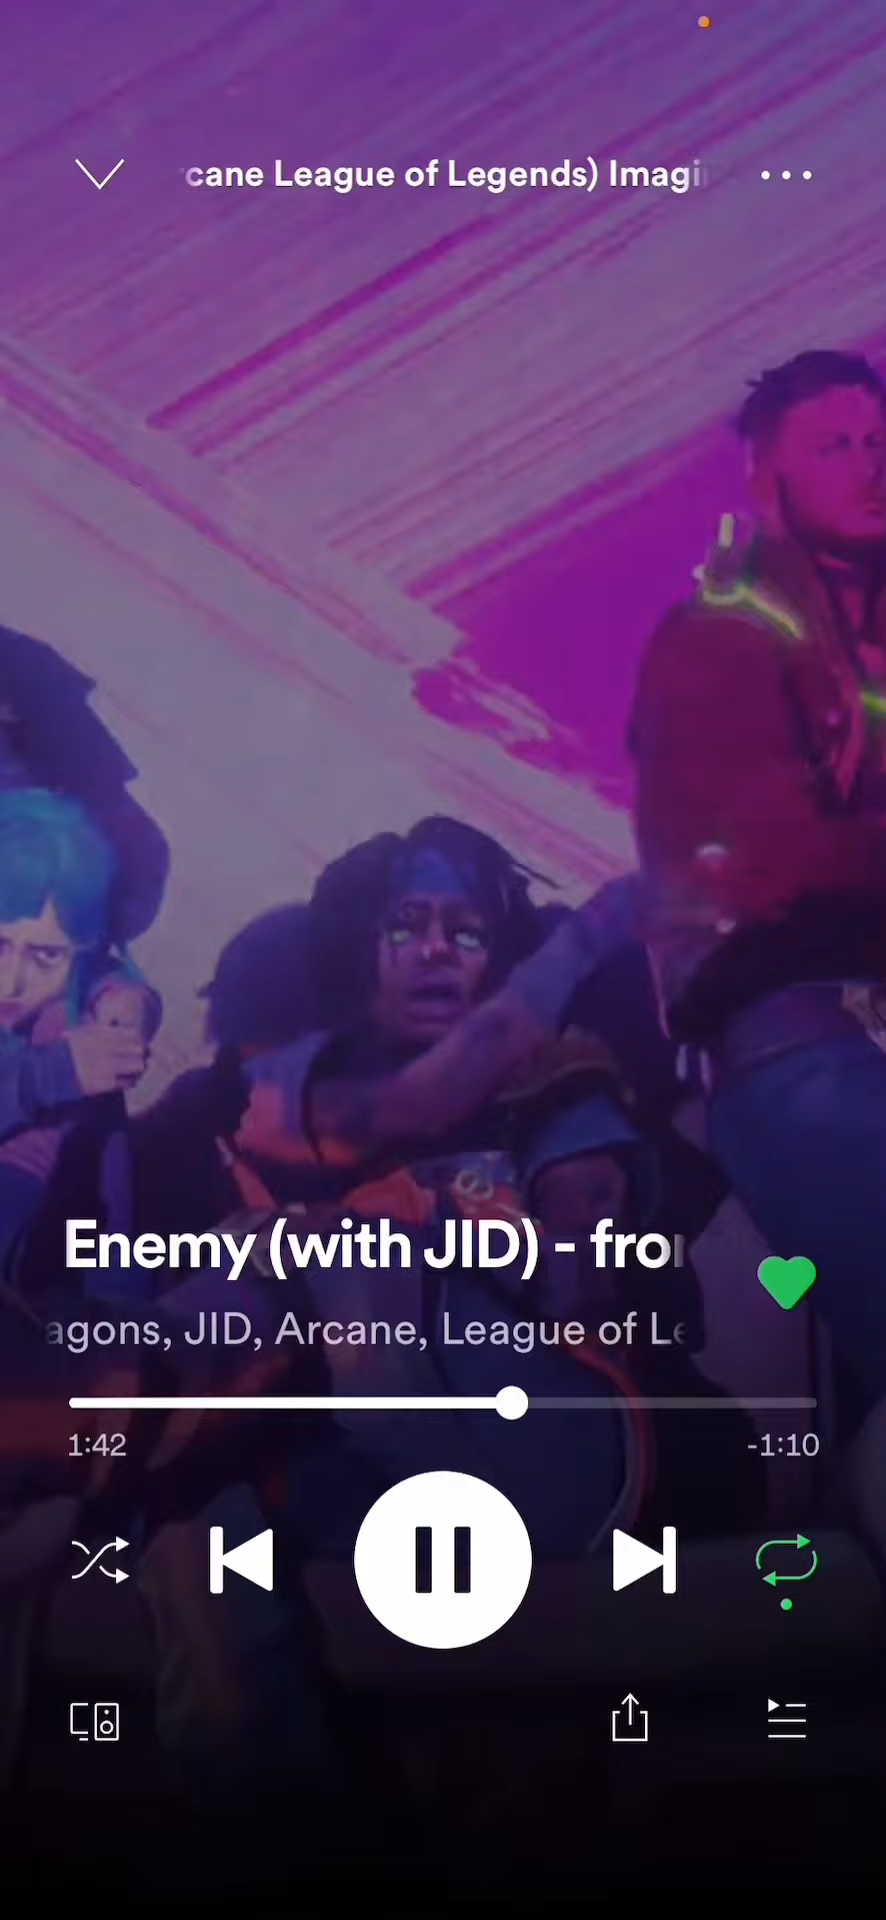 cane League of Legends) Imagi
Enemy (with JID) - fro
agons, JID, Arcane, League of Le
1:42
-1:10